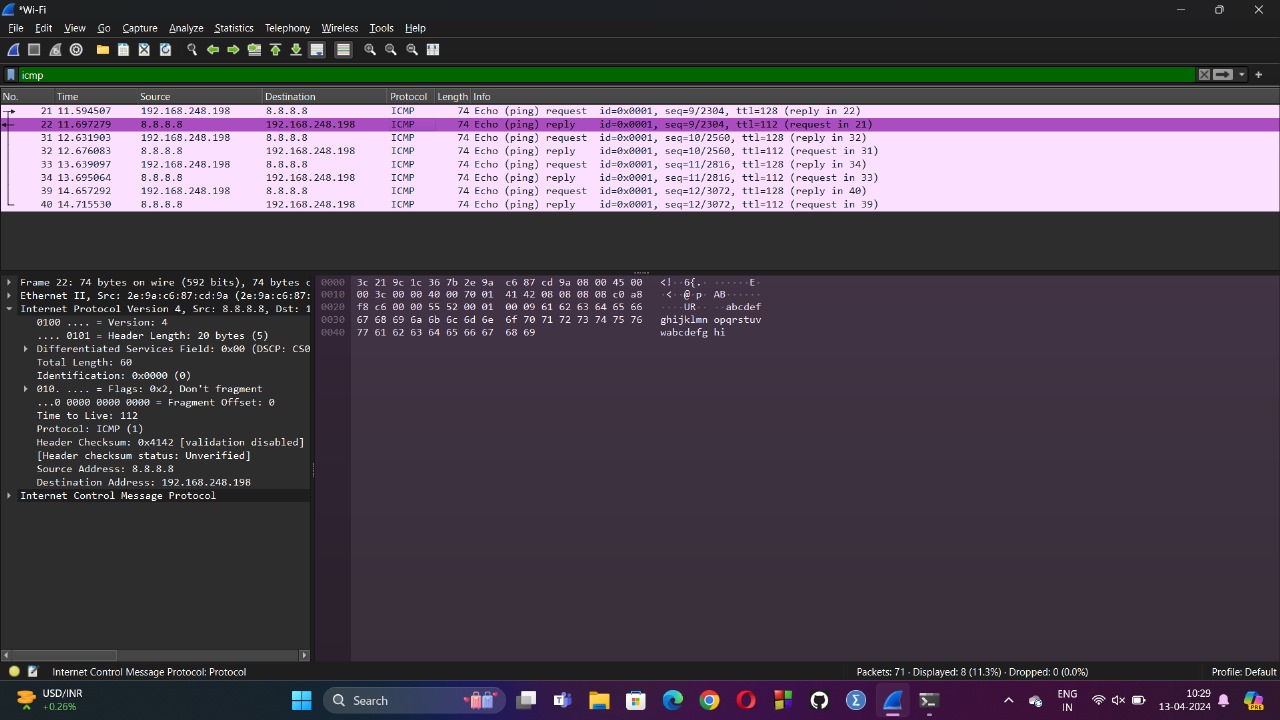 *Wi-Fi
File Edit View Go Capture Analyze Statistics Telephony Wireless Tools Help
icmp
No. Time Source Destination Protocol Length Info
21 11.594507 192.168.248.198 8.8.8.8 ICMP 74 Echo (ping) request id=0x0001, seq=9/2304, ttl=128 (reply in 22)
22 11.697279 8.8.8.8 192.168.248.198 ICMP 74 Echo (ping) reply id=0x0001, seq=9/2304, ttl=112 (request in 21)
31 12.631903 192.168.248.198 8.8.8.8 ICMP 74 Echo (ping) request id=0x0001, seq=10/2560, ttl=128 (reply in 32)
32 12.676083 8.8.8.8 192.168.248.198 ICMP 74 Echo (ping) reply id=0x0001, seq=10/2560, ttl=112 (request in 31)
33 13.639097 192.168.248.198 8.8.8.8 ICMP 74 Echo (ping) request id=0x0001, seq=11/2816, ttl=128 (reply in 34)
34 13.695064 8.8.8.8 192.168.248.198 ICMP 74 Echo (ping) reply id=0x0001, seq=11/2816, ttl=112 (request in 33)
39 14.657292 192.168.248.198 8.8.8.8 ICMP 74 Echo (ping) request id=0x0001, seq=12/3072, ttl=128 (reply in 40)
40 14.715530 8.8.8.8 192.168.248.198 ICMP 74 Echo (ping) reply id=0x0001, seq=12/3072, ttl=112 (request in 39)
Frame 22: 74 bytes on wire (592 bits), 74 bytes c
Ethernet II, Src: 2e:9a:c6:87:cd:9a (2e:9a:c6:87:
Internet Protocol Version 4, Src: 8.8.8.8, Dst: 1
0100 .... = Version: 4
.... 0101 = Header Length: 20 bytes (5)
Differentiated Services Field: 0x00 (DSCP: CS0
Total Length: 60
Identification: 0x0000 (0)
010. .... = Flags: 0x2, Don't fragment
...0 0000 0000 0000 = Fragment Offset: 0
Time to Live: 112
Protocol: ICMP (1)
Header Checksum: 0x4142 [validation disabled]
[Header checksum status: Unverified]
Source Address: 8.8.8.8
Destination Address: 192.168.248.198
Internet Control Message Protocol
0000 3c 21 9c 1c 36 7b 2e 9a c6 87 cd 9a 08 00 45 00 <!··6{.· ······E·
0010 00 3c 00 00 40 00 70 01 41 42 08 08 08 08 c0 a8 ·<··@·p· AB······
0020 f8 c6 00 00 55 52 00 01 00 09 61 62 63 64 65 66 ····UR·· ··abcdef
0030 67 68 69 6a 6b 6c 6d 6e 6f 70 71 72 73 74 75 76 ghijklmn opqrstuv
0040 77 61 62 63 64 65 66 67 68 69 wabcdefg hi
Internet Control Message Protocol: Protocol
Packets: 71 · Displayed: 8 (11.3%) · Dropped: 0 (0.0%)
Profile: Default
USD/INR
+0.26%
Search
ENG
IN
10:29
13-04-2024
PRE